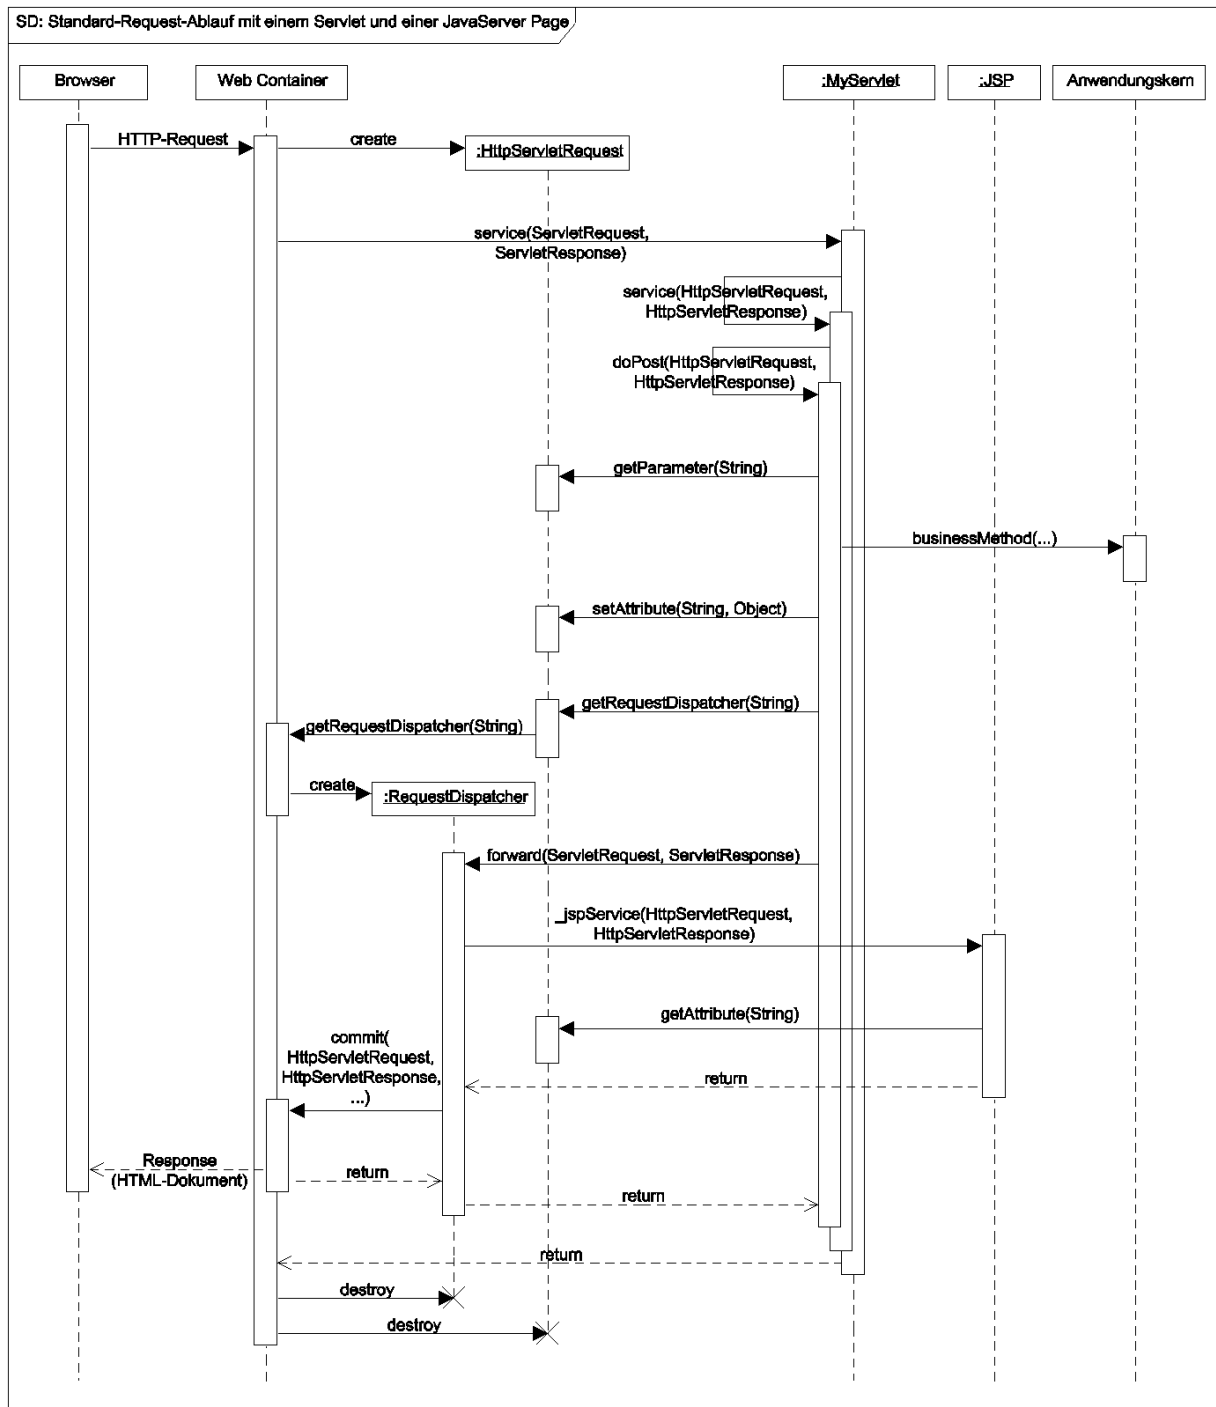 SD: Standard-Request-Ablauf mit einem Servlet und einer JavaServer Page
Browser
Web Container
:MyServlet
:JSP
Anwendungskern
HTTP-Request
create
:HttpServletRequest
service(ServletRequest,
ServletResponse)
service(HttpServletRequest,
HttpServletResponse)
doPost(HttpServletRequest,
HttpServletResponse)
getParameter(String)
businessMethod(...)
setAttribute(String, Object)
getRequestDispatcher(String)
getRequestDispatcher(String)
create
:RequestDispatcher
forward(ServletRequest, ServletResponse)
_jspService(HttpServletRequest,
HttpServletResponse)
getAttribute(String)
commit(
HttpServletRequest,
HttpServletResponse,
...)
return
Response
(HTML-Dokument)
return
return
return
destroy
destroy